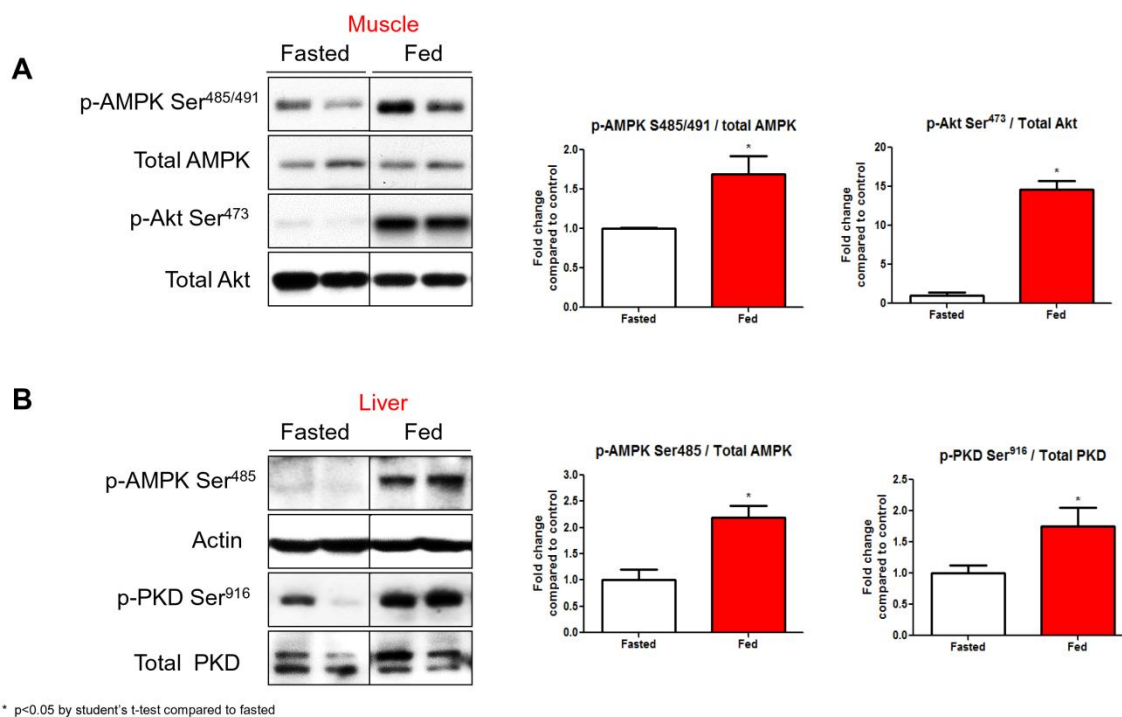 Muscle
Fasted Fed
A
p-AMPK Ser485/491
Total AMPK
p-Akt Ser473
Total Akt
p-AMPK S485/491 / total AMPK
Fold change
compared to control
2.0
1.5
1.0
0.5
0.0
*
Fasted Fed
p-Akt Ser473 / Total Akt
Fold change
compared to control
20
15
10
5
0
*
Fasted Fed
B
Liver
Fasted Fed
p-AMPK Ser485
Actin
p-PKD Ser916
Total PKD
p-AMPK Ser485 / Total AMPK
Fold change
compared to control
3.0
2.5
2.0
1.5
1.0
0.5
0.0
*
Fasted Fed
p-PKD Ser916 / Total PKD
Fold change
compared to control
2.5
2.0
1.5
1.0
0.5
0.0
*
Fasted Fed
* p<0.05 by student’s t-test compared to fasted